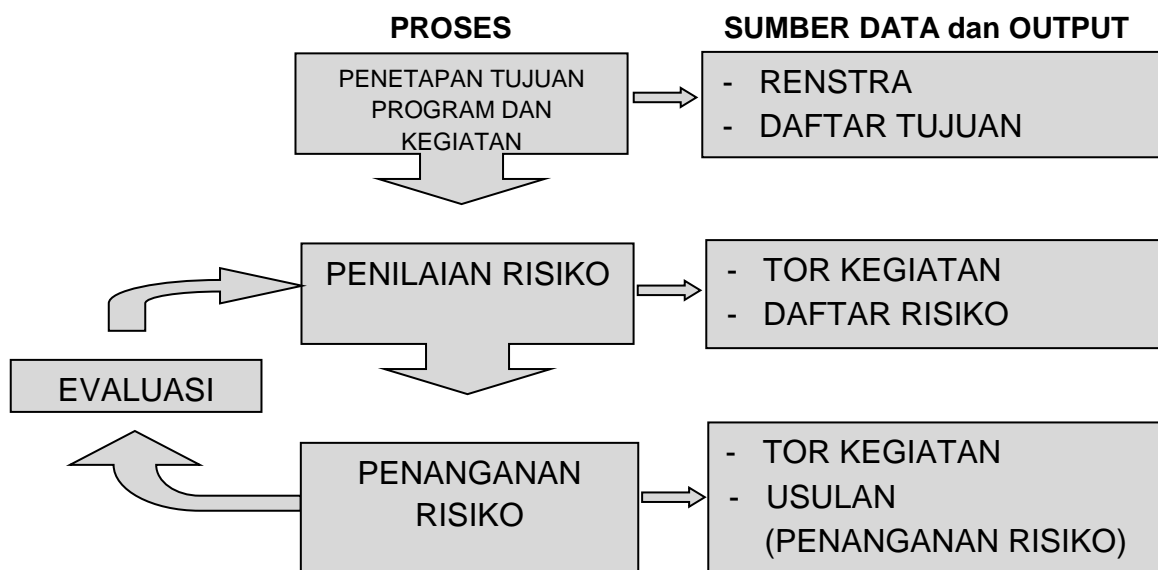 PROSES
SUMBER DATA dan OUTPUT
PENETAPAN TUJUAN
PROGRAM DAN
KEGIATAN
- RENSTRA
- DAFTAR TUJUAN
PENILAIAN RISIKO
- TOR KEGIATAN
- DAFTAR RISIKO
EVALUASI
PENANGANAN
RISIKO
- TOR KEGIATAN
- USULAN
(PENANGANAN RISIKO)